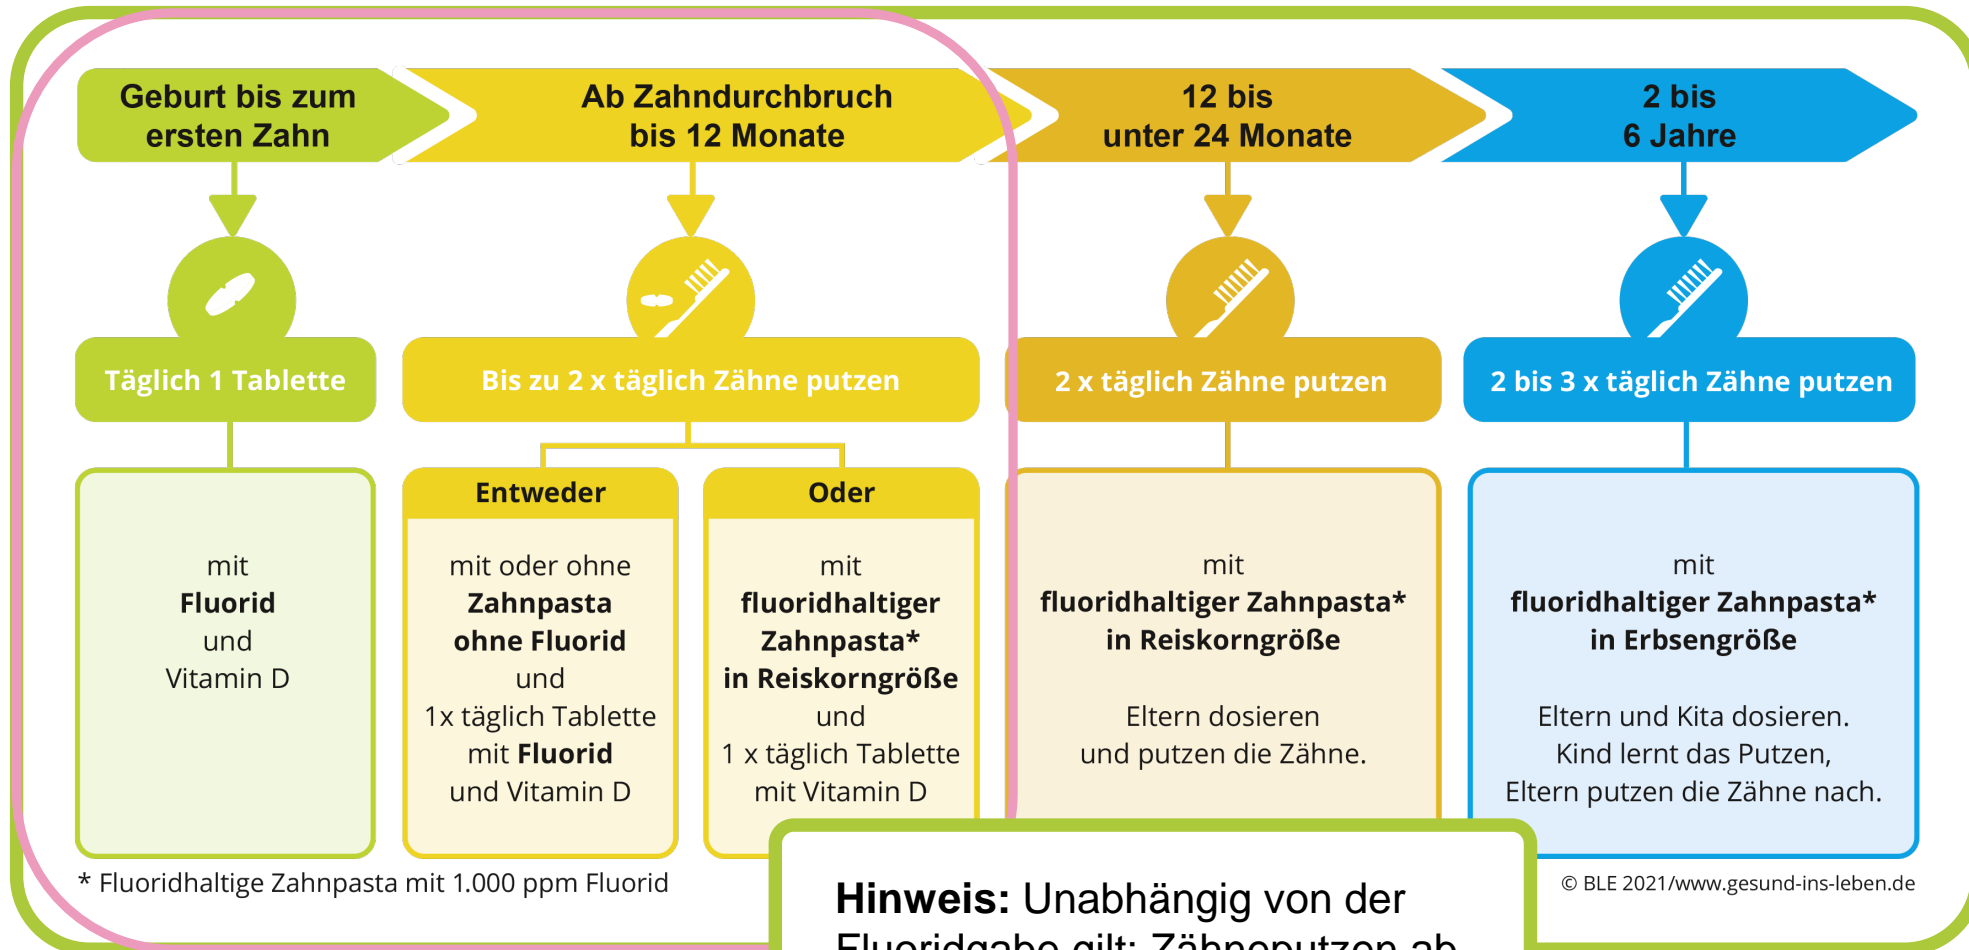 Geburt bis zum
ersten Zahn
Ab Zahndurchbruch
bis 12 Monate
12 bis
unter 24 Monate
2 bis
6 Jahre
Täglich 1 Tablette
Bis zu 2 x täglich Zähne putzen
2 x täglich Zähne putzen
2 bis 3 x täglich Zähne putzen
mit
Fluorid
und
Vitamin D
Entweder
mit oder ohne
Zahnpasta
ohne Fluorid
und
1x täglich Tablette
mit Fluorid
und Vitamin D
Oder
mit
fluoridhaltiger
Zahnpasta*
in Reiskorngröße
und
1 x täglich Tablette
mit Vitamin D
mit
fluoridhaltiger Zahnpasta*
in Reiskorngröße
Eltern dosieren
und putzen die Zähne.
mit
fluoridhaltiger Zahnpasta*
in Erbsengröße
Eltern und Kita dosieren.
Kind lernt das Putzen,
Eltern putzen die Zähne nach.
* Fluoridhaltige Zahnpasta mit 1.000 ppm Fluorid
© BLE 2021/www.gesund-ins-leben.de
Hinweis: Unabhängig von der
Fluoridgabe gilt: Zähneputzen ab